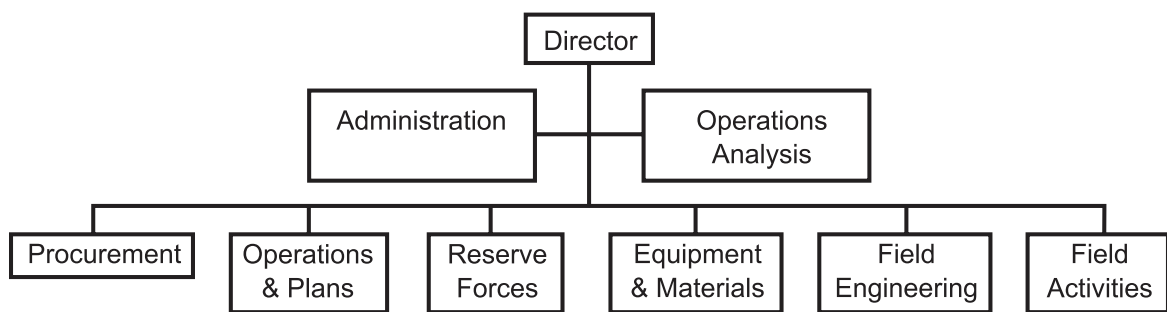 Director
Administration
Operations
Analysis
Procurement
Operations
& Plans
Reserve
Forces
Equipment
& Materials
Field
Engineering
Field
Activities